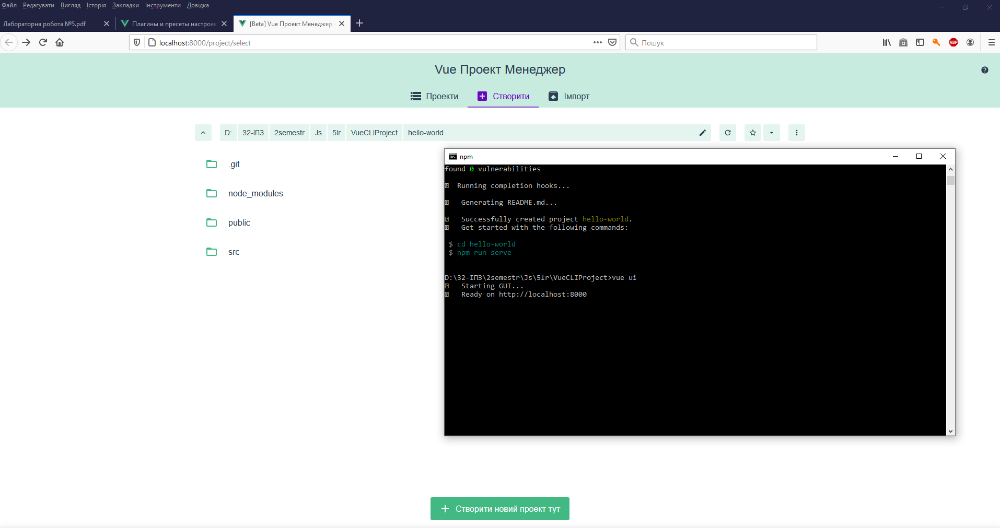 Файл Редагувати Вигляд Історія Закладки Інструменти Довідка
Лабораторна робота №5.pdf
Плагины и пресеты настроек
[Beta] Vue Проект Менеджер
localhost:8000/project/select
Пошук
ABP
Vue Проект Менеджер
Проекти
Створити
Імпорт
D:
32-ІПЗ
2semestr
Js
5lr
VueCLIProject
hello-world
.git
node_modules
public
src
npm
found 0 vulnerabilities
Running completion hooks...
Generating README.md...
Successfully created project hello-world.
Get started with the following commands:
$ cd hello-world
$ npm run serve
D:\32-ІПЗ\2semestr\Js\5lr\VueCLIProject>vue ui
Starting GUI...
Ready on http://localhost:8000
Створити новий проект тут